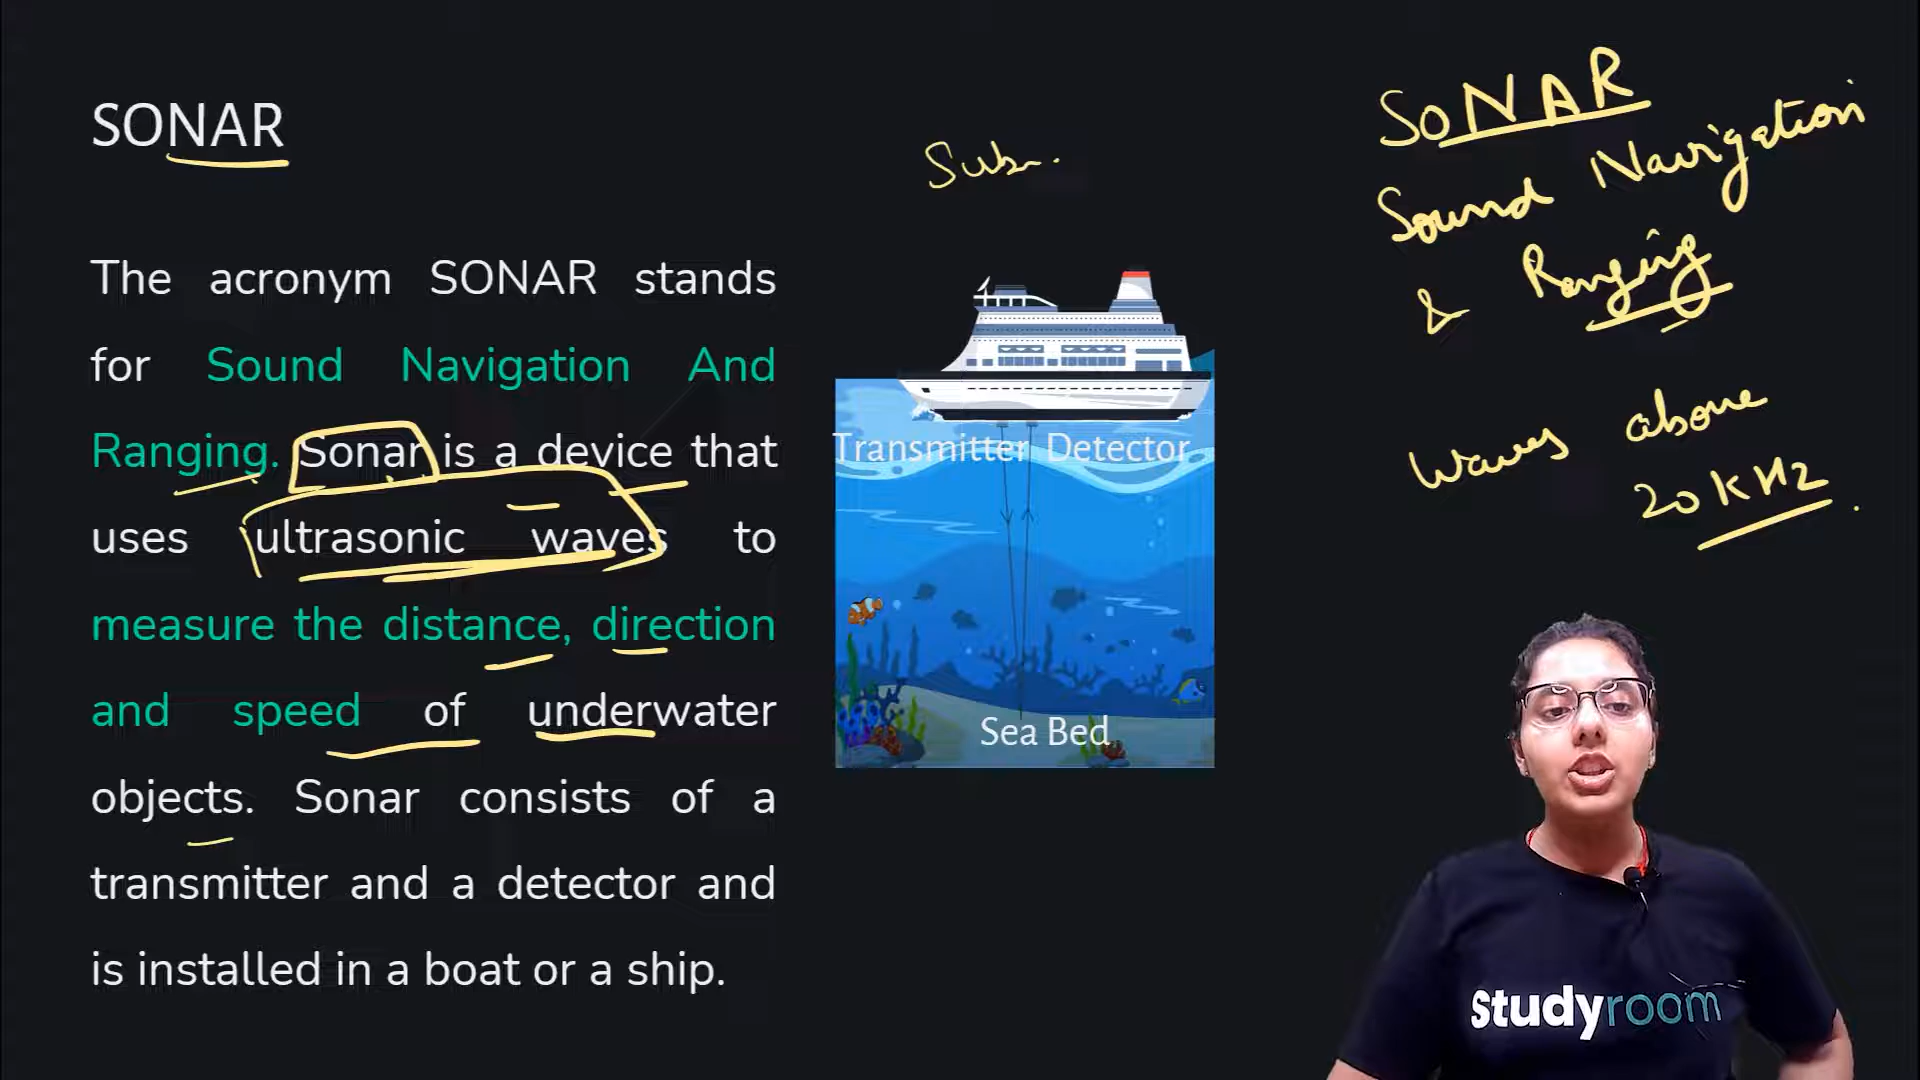 SONAR
The acronym SONAR stands
for Sound Navigation And
Ranging. Sonar is a device that
uses ultrasonic waves to
measure the distance, direction
and speed of underwater
objects. Sonar consists of a
transmitter and a detector and
is installed in a boat or a ship.
Sub
Transmitter Detector
Sea Bed
SONAR
Sound Navigation
& Ranging
Waves above
20 KHz.
studyroom